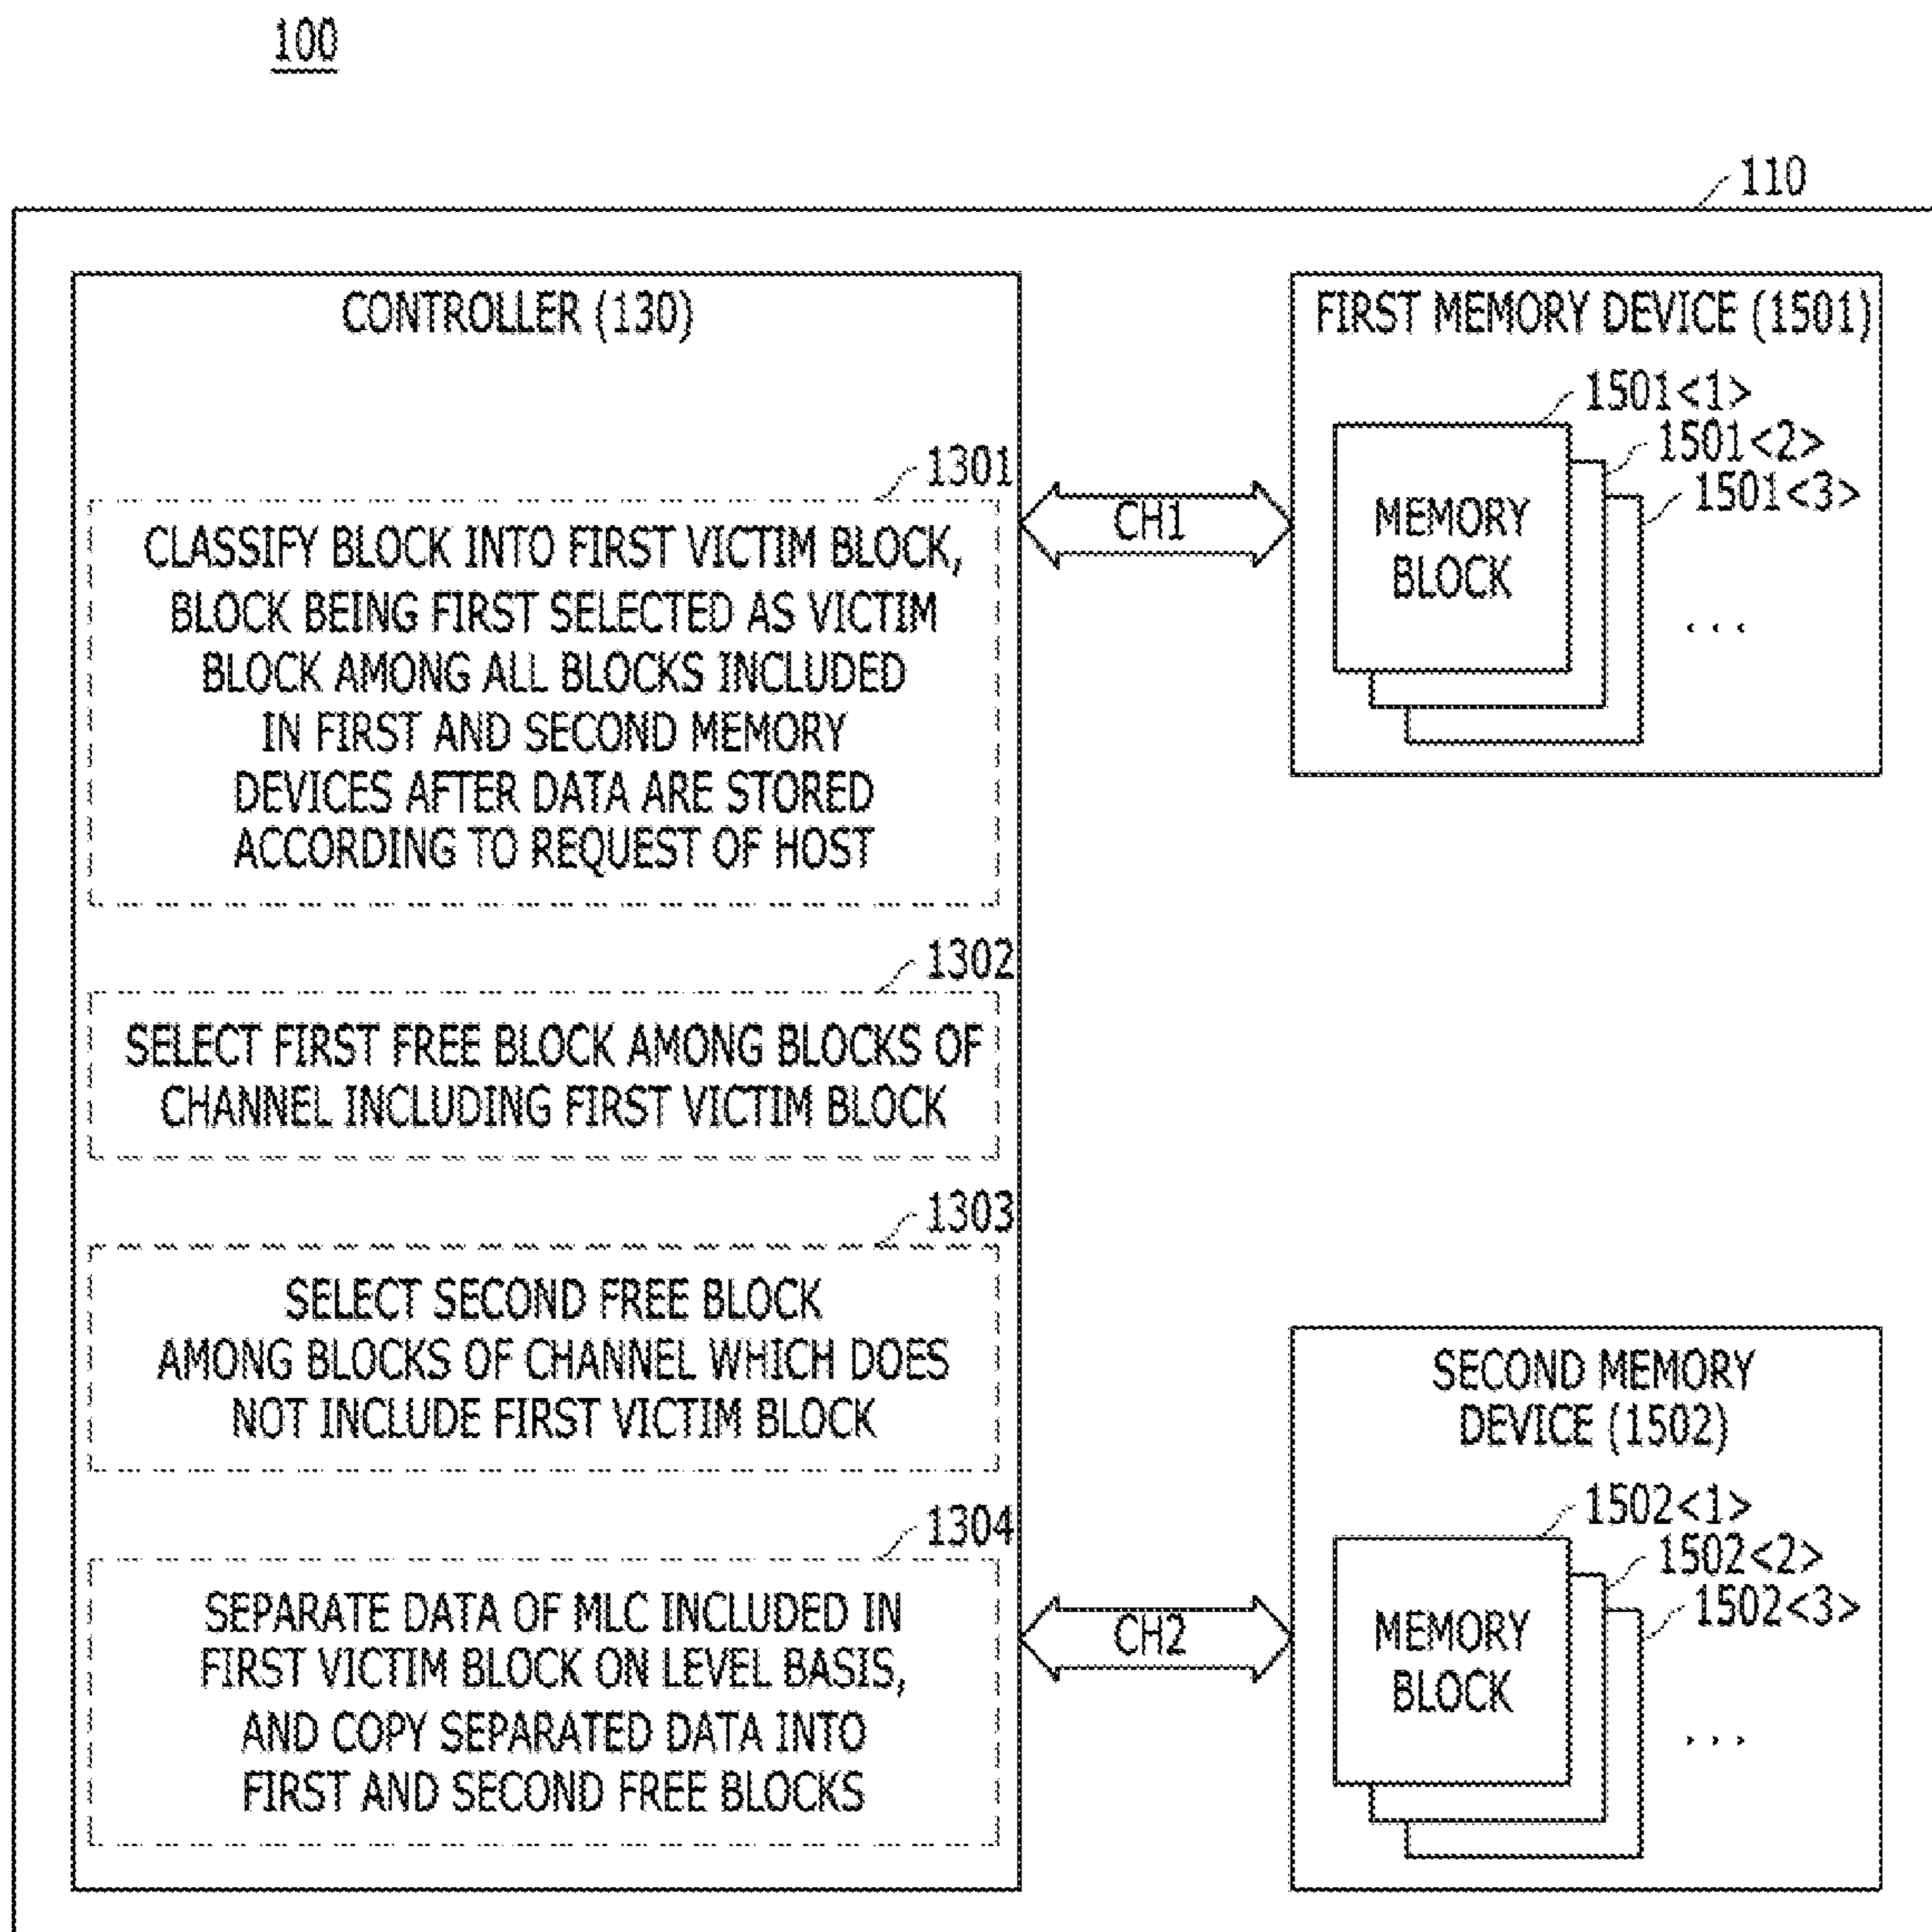 100
110
CONTROLLER (130)
1301
CLASSIFY BLOCK INTO FIRST VICTIM BLOCK,
BLOCK BEING FIRST SELECTED AS VICTIM
BLOCK AMONG ALL BLOCKS INCLUDED
IN FIRST AND SECOND MEMORY
DEVICES AFTER DATA ARE STORED
ACCORDING TO REQUEST OF HOST
1302
SELECT FIRST FREE BLOCK AMONG BLOCKS OF
CHANNEL INCLUDING FIRST VICTIM BLOCK
1303
SELECT SECOND FREE BLOCK
AMONG BLOCKS OF CHANNEL WHICH DOES
NOT INCLUDE FIRST VICTIM BLOCK
1304
SEPARATE DATA OF MLC INCLUDED IN
FIRST VICTIM BLOCK ON LEVEL BASIS,
AND COPY SEPARATED DATA INTO
FIRST AND SECOND FREE BLOCKS
CH1
FIRST MEMORY DEVICE (1501)
1501<1>
1501<2>
1501<3>
MEMORY
BLOCK
...
CH2
SECOND MEMORY
DEVICE (1502)
1502<1>
1502<2>
1502<3>
MEMORY
BLOCK
...